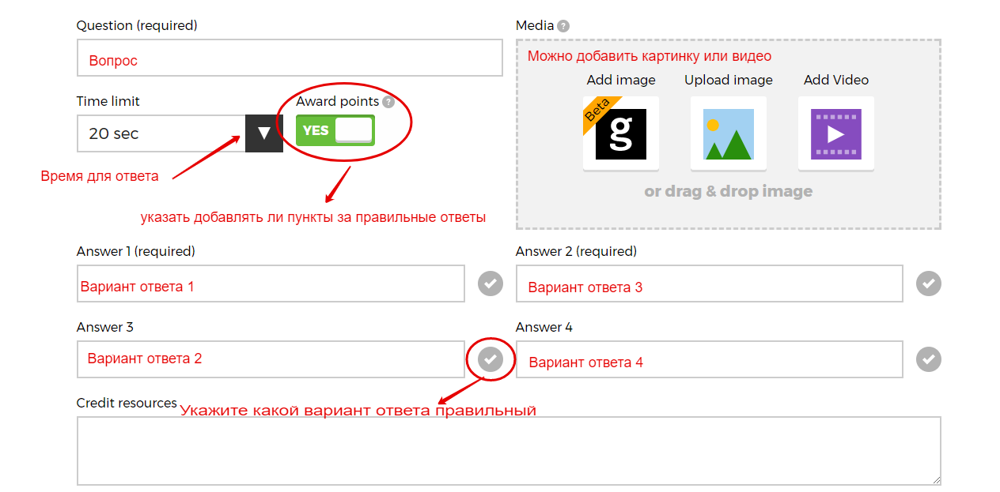 Question (required)
Media ?
Вопрос
Можно добавить картинку или видео
Add image
Upload image
Add Video
Time limit
Award points ?
20 sec
YES
Beta
g
Время для ответа
or drag & drop image
указать добавлять ли пункты за правильные ответы
Answer 1 (required)
Answer 2 (required)
Вариант ответа 1
Вариант ответа 3
Answer 3
Answer 4
Вариант ответа 2
Вариант ответа 4
Credit resources
Укажите какой вариант ответа правильный